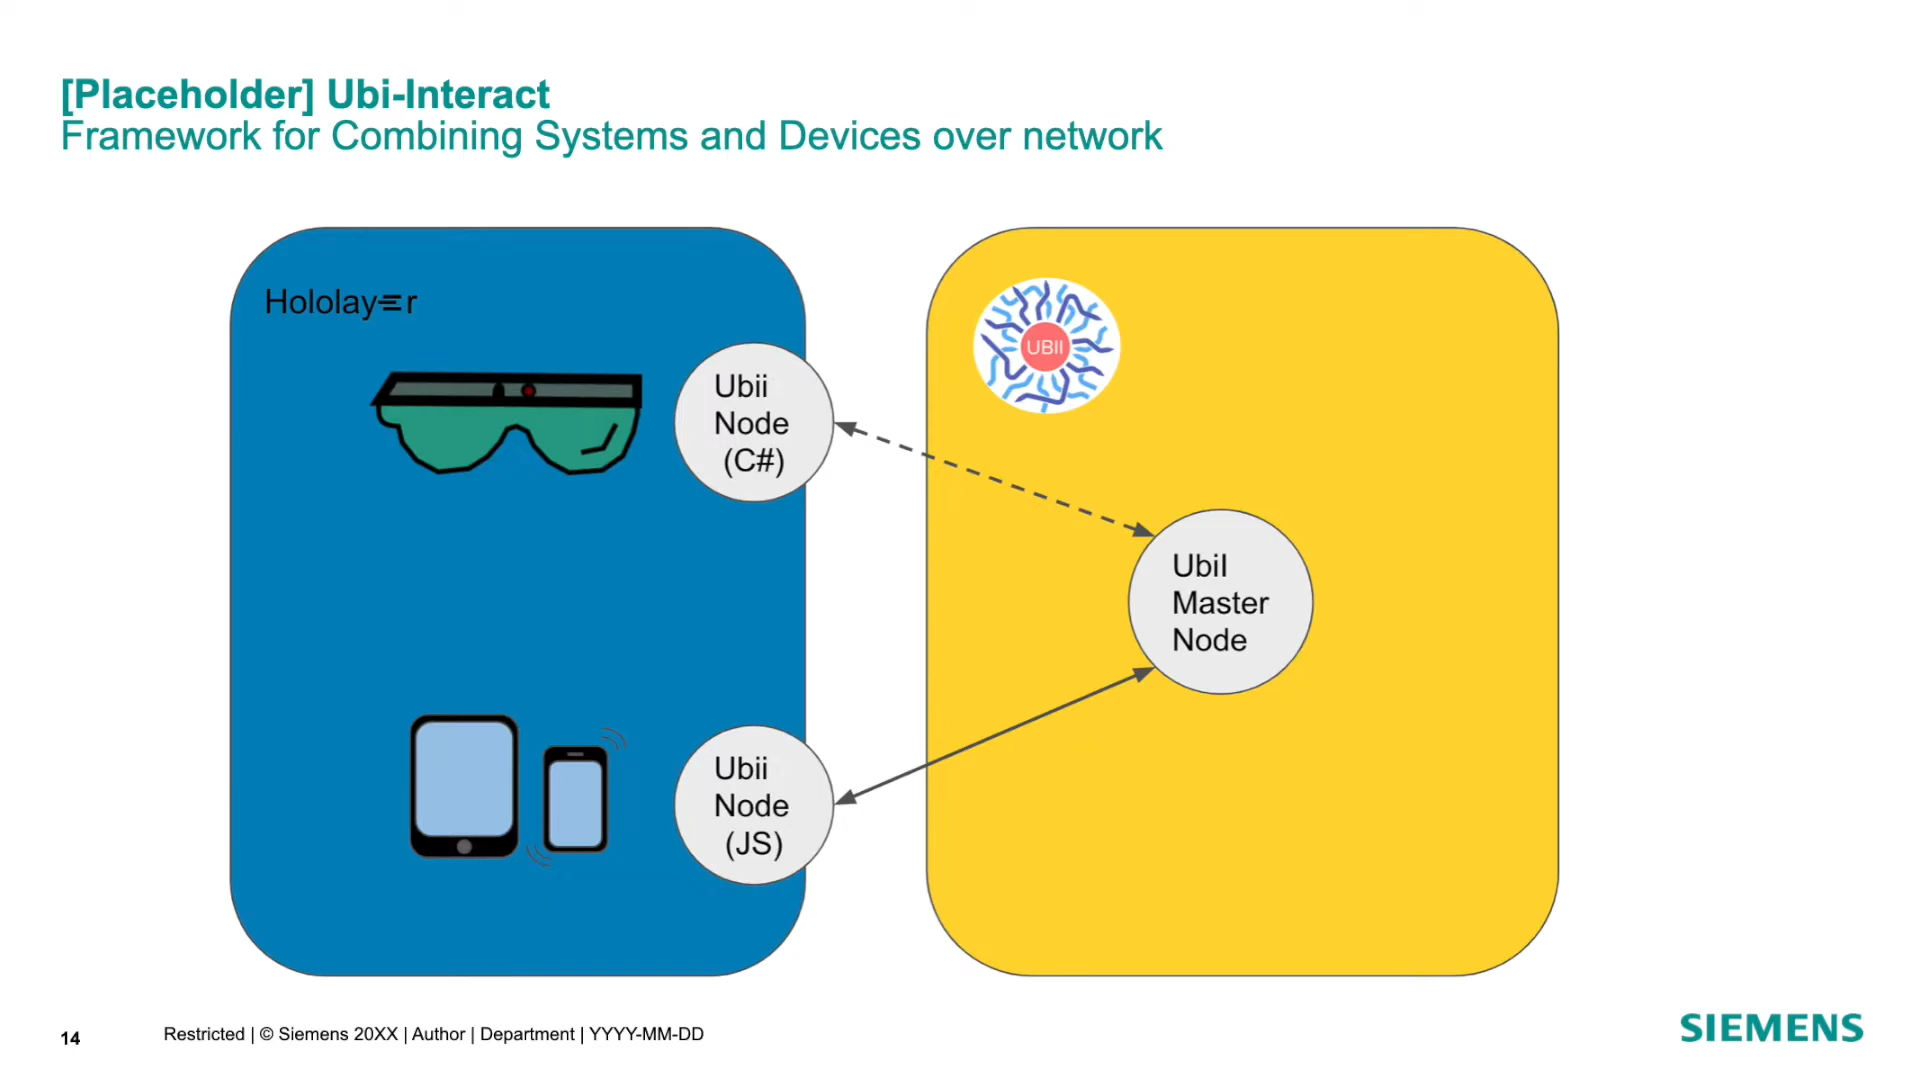 [Placeholder] Ubi-Interact
Framework for Combining Systems and Devices over network
Hololay≡r
UBII
Ubii
Node
(C#)
UbiI
Master
Node
Ubii
Node
(JS)
14
Restricted | © Siemens 20XX | Author | Department | YYYY-MM-DD
SIEMENS